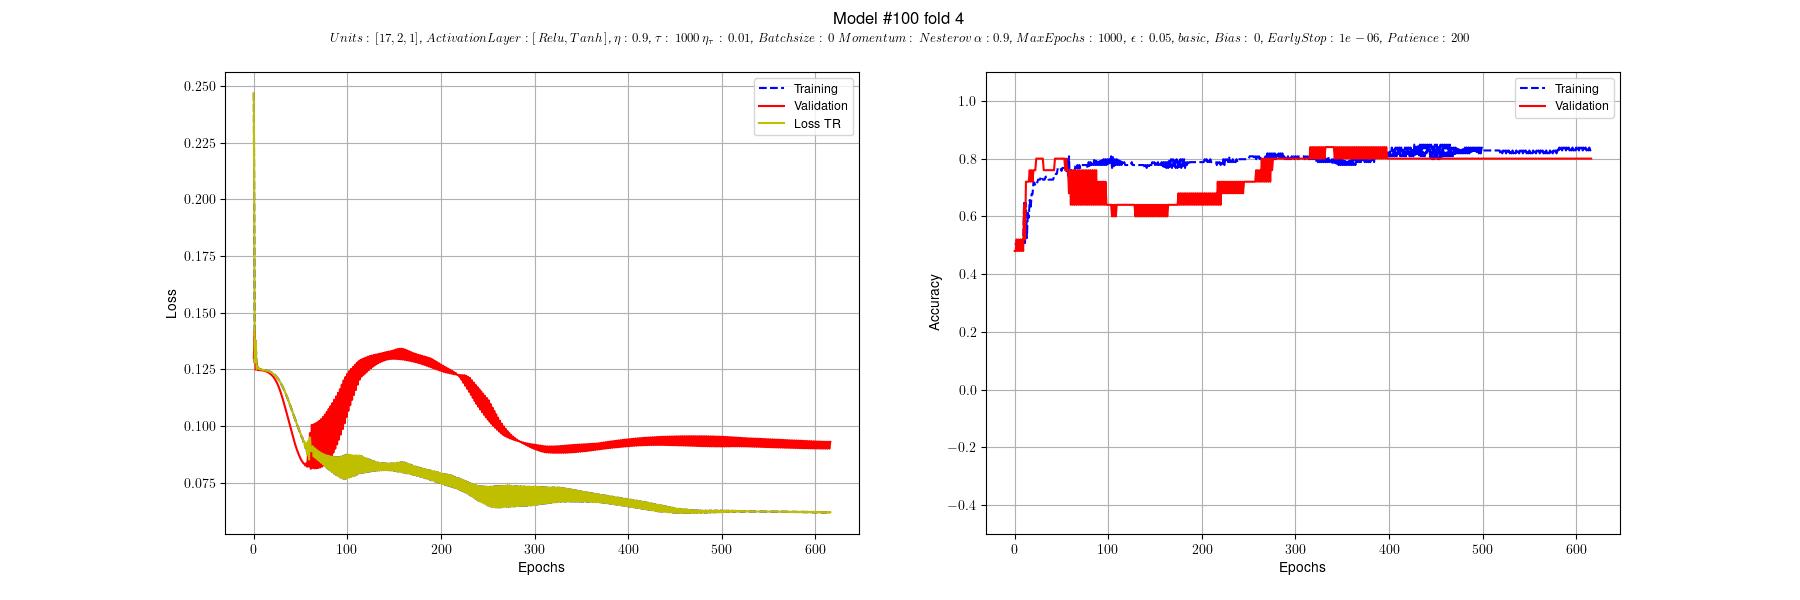 Model #100 fold 4
Units : [17, 2, 1], ActivationLayer : [Relu, Tanh], η : 0.9, τ : 1000 ητ : 0.01, Batchsize : 0 Momentum : Nesterov α : 0.9, MaxEpochs : 1000, ϵ : 0.05, basic, Bias : 0, EarlyStop : 1e − 06, Patience : 200
0.250
0.225
0.200
0.175
0.150
0.125
0.100
0.075
Loss
0 100 200 300 400 500 600
Epochs
Training
Validation
Loss TR
1.0
0.8
0.6
0.4
0.2
0.0
−0.2
−0.4
Accuracy
0 100 200 300 400 500 600
Epochs
Training
Validation